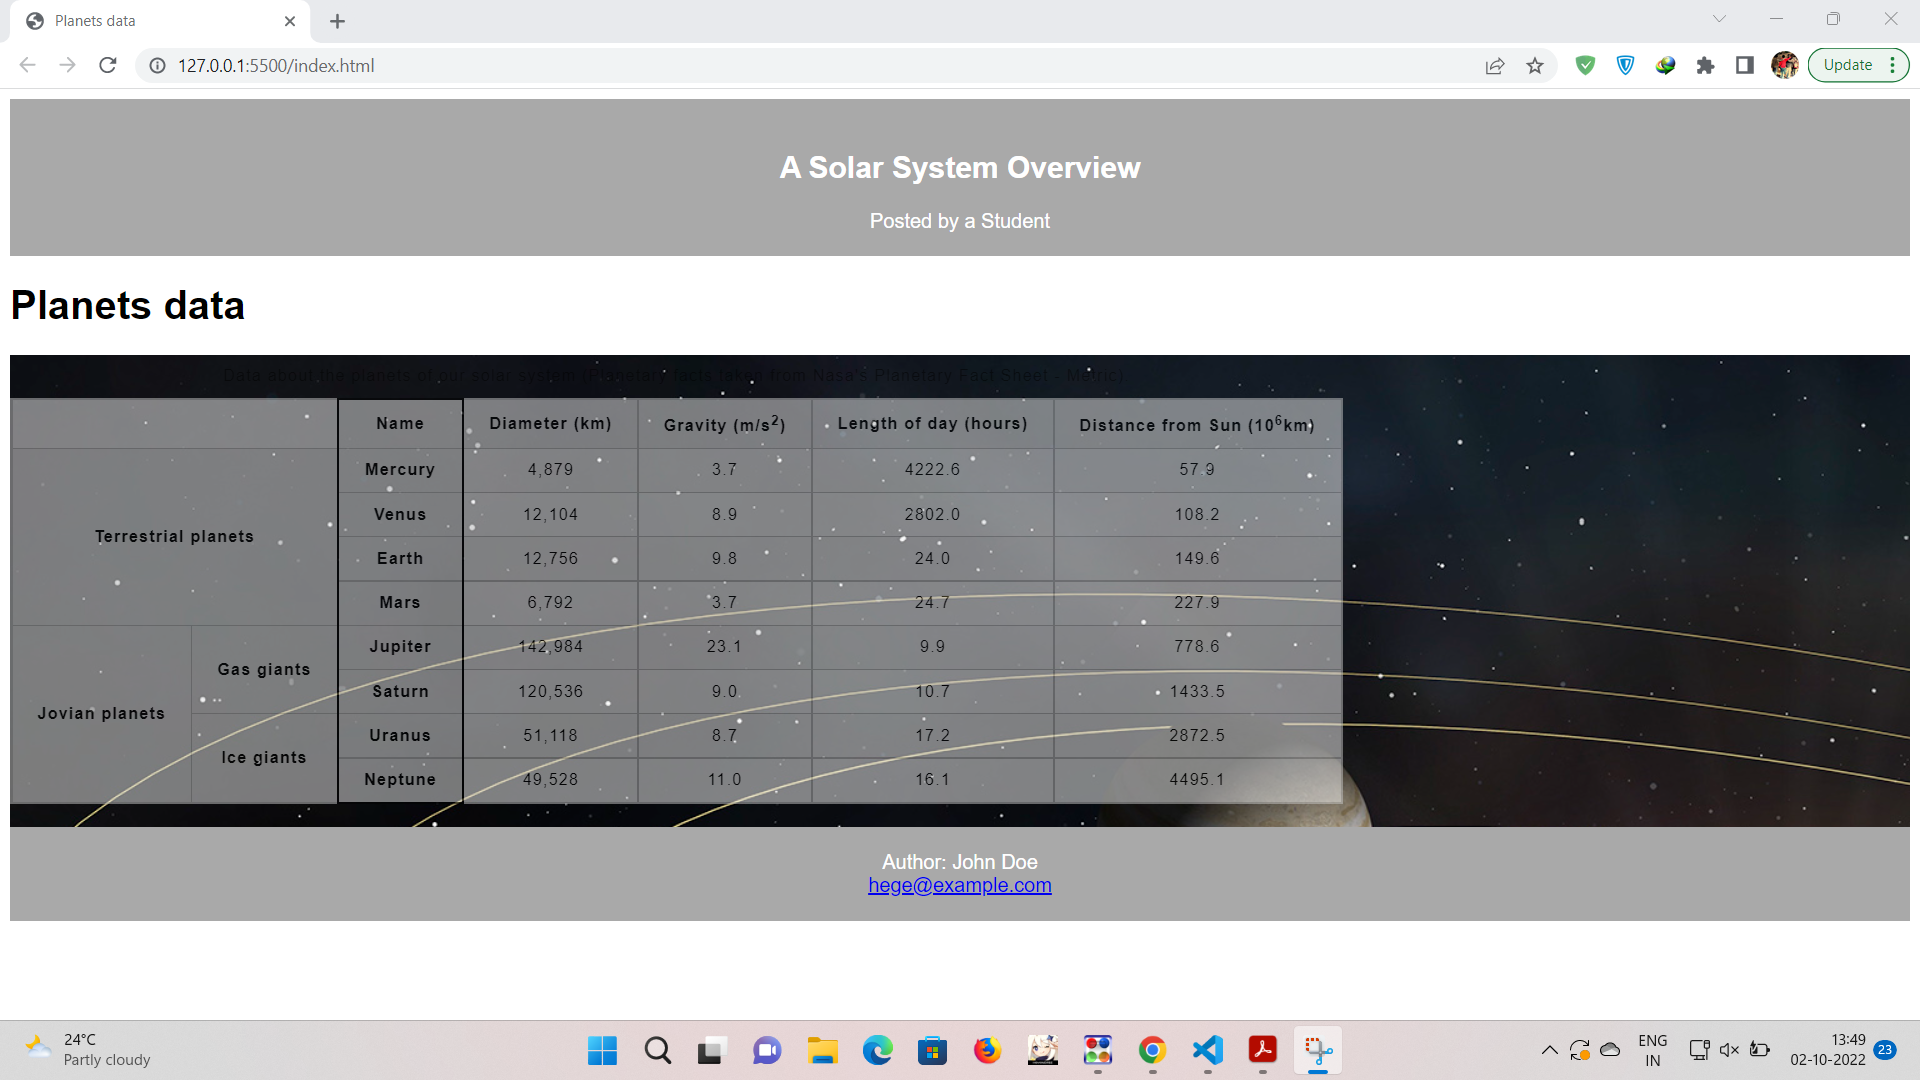 Planets data
127.0.0.1:5500/index.html
Update
A Solar System Overview
Posted by a Student
Planets data
Data about the planets of our solar system (Planetary facts taken from Nasa's Planetary Fact Sheet - Metric).
Name Diameter (km) Gravity (m/s²) Length of day (hours) Distance from Sun (10⁶km)
Terrestrial planets Mercury 4,879 3.7 4222.6 57.9
Venus 12,104 8.9 2802.0 108.2
Earth 12,756 9.8 24.0 149.6
Mars 6,792 3.7 24.7 227.9
Jovian planets Gas giants Jupiter 142,984 23.1 9.9 778.6
Saturn 120,536 9.0 10.7 1433.5
Ice giants Uranus 51,118 8.7 17.2 2872.5
Neptune 49,528 11.0 16.1 4495.1
Author: John Doe
hege@example.com
24°C
Partly cloudy
ENG
IN
13:49
02-10-2022
23